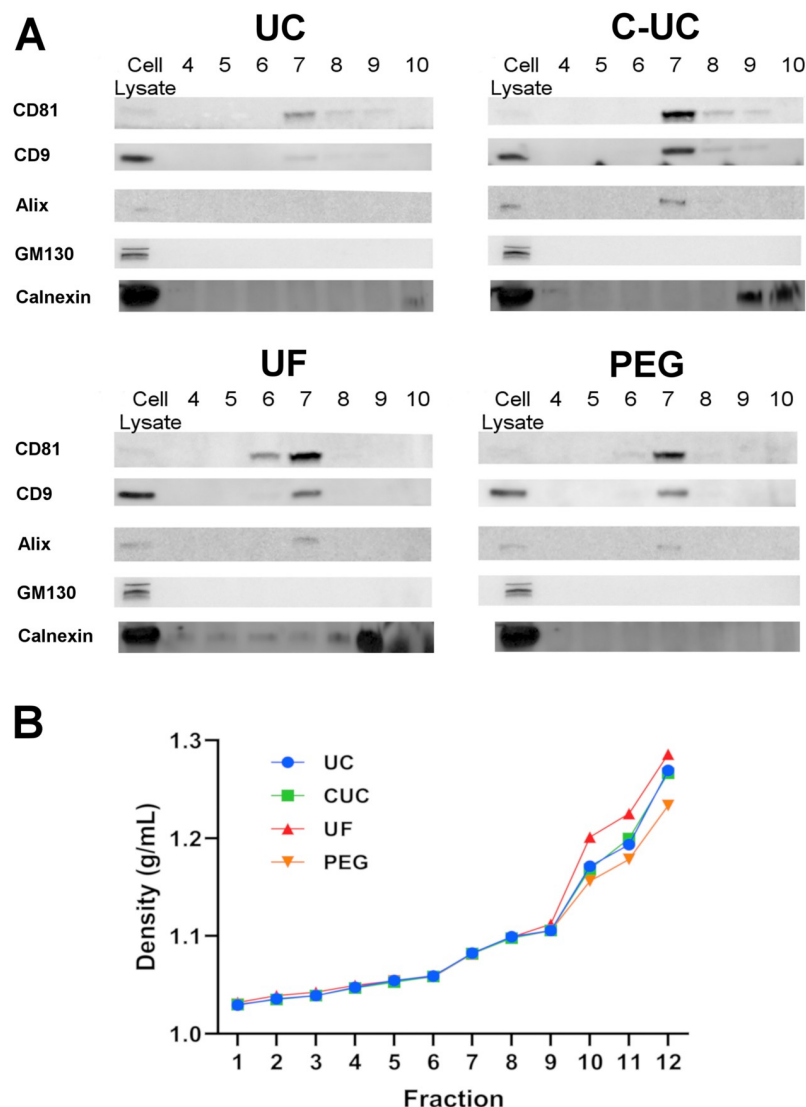 A
UC
C-UC
Cell 4 5 6 7 8 9 10
Lysate
Cell 4 5 6 7 8 9 10
Lysate
CD81
CD9
Alix
GM130
Calnexin
UF
PEG
Cell 4 5 6 7 8 9 10
Lysate
Cell 4 5 6 7 8 9 10
Lysate
CD81
CD9
Alix
GM130
Calnexin
B
Density (g/mL)
1.3
1.2
1.1
1.0
UC
CUC
UF
PEG
1 2 3 4 5 6 7 8 9 10 11 12
Fraction